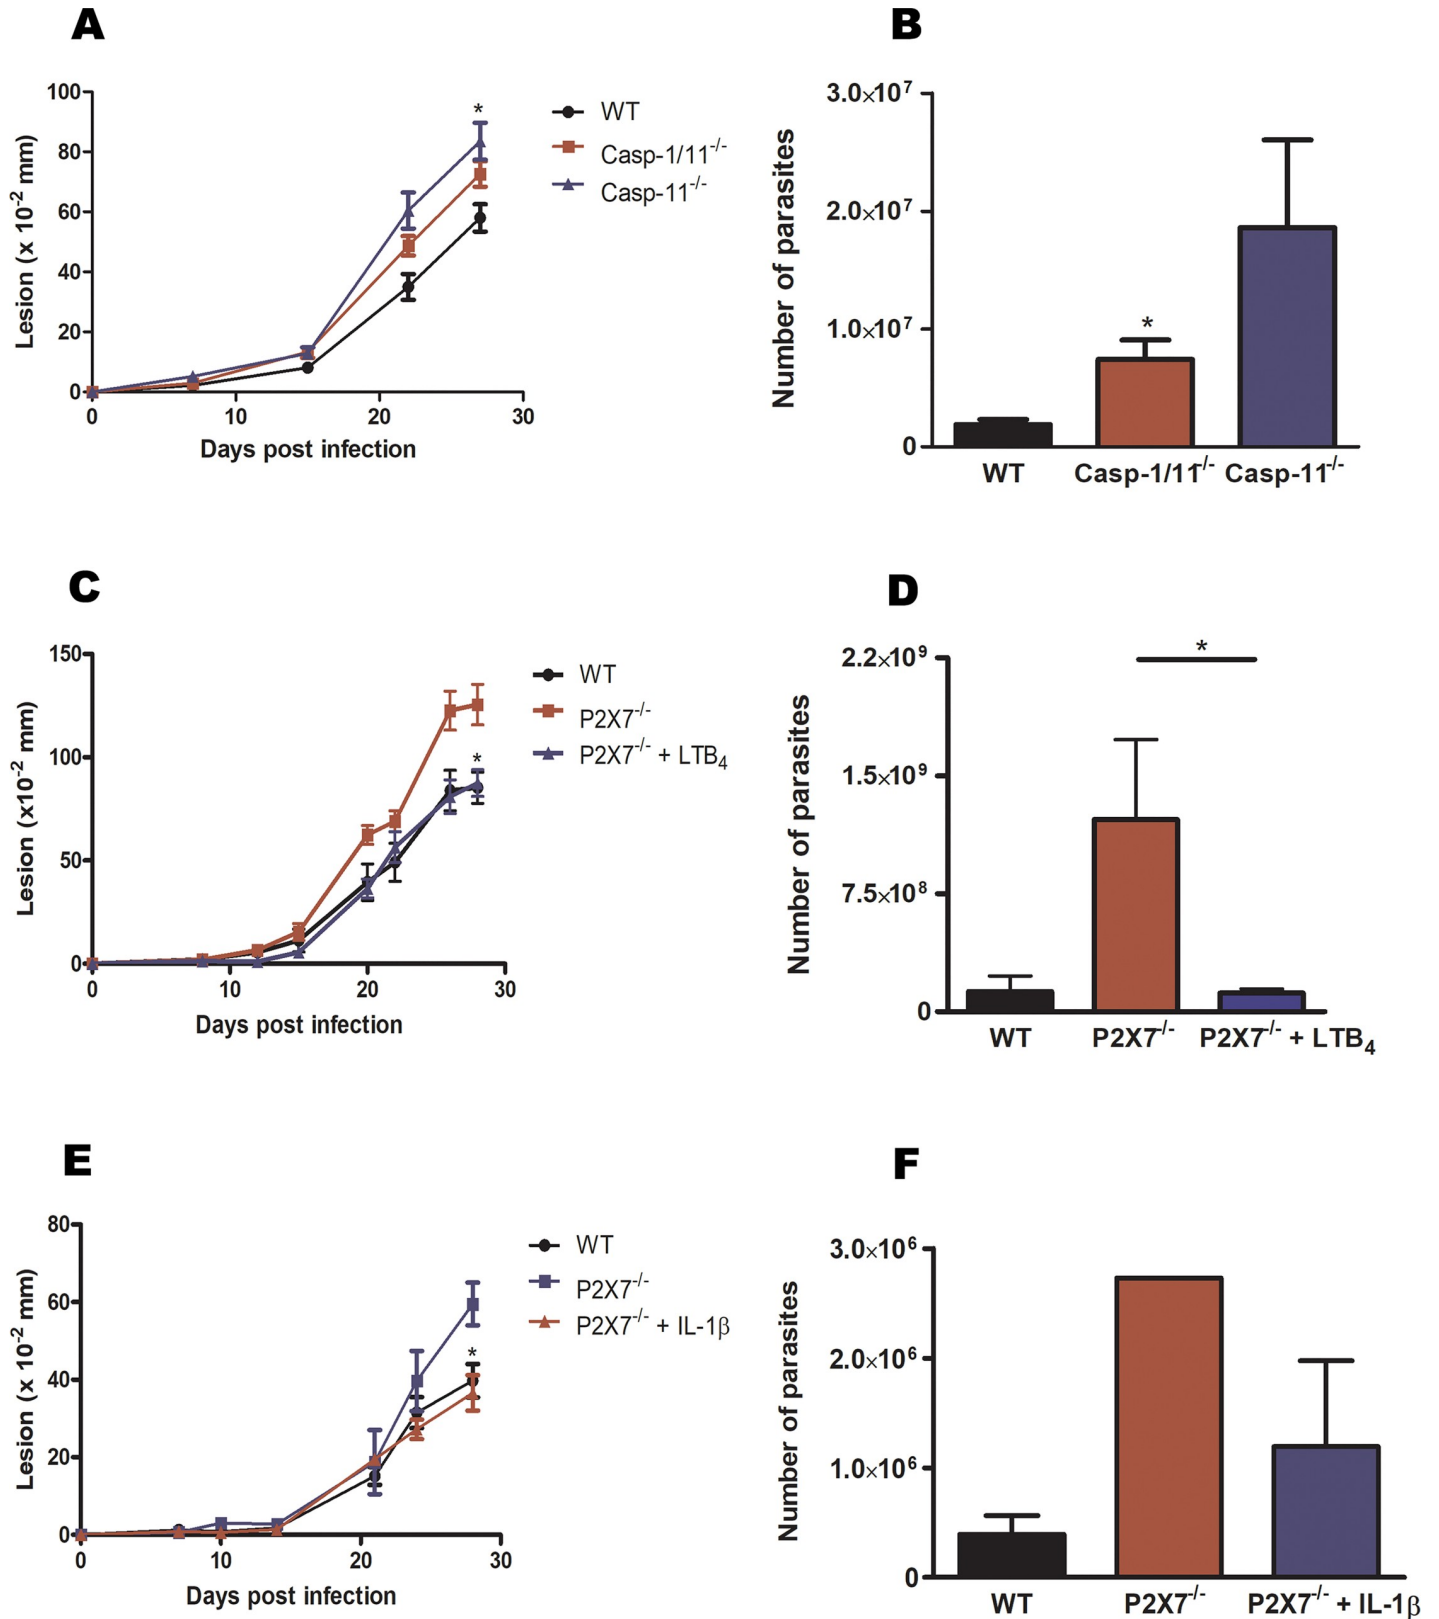 A
Lesion (x 10-2 mm)
100
80
60
40
20
0
0 10 20 30
Days post infection
*
WT
Casp-1/11-/-
Casp-11-/-
B
Number of parasites
3.0×107
2.0×107
1.0×107
0
*
WT Casp-1/11-/- Casp-11-/-
C
Lesion (x10-2 mm)
150
100
50
0
0 10 20 30
Days post infection
*
WT
P2X7-/-
P2X7-/- + LTB4
D
Number of parasites
2.2×109
1.5×109
7.5×108
0
*
WT P2X7-/- P2X7-/- + LTB4
E
Lesion (x 10-2 mm)
80
60
40
20
0
0 10 20 30
Days post infection
*
WT
P2X7-/-
P2X7-/- + IL-1β
F
Number of parasites
3.0×106
2.0×106
1.0×106
0
WT P2X7-/- P2X7-/- + IL-1β